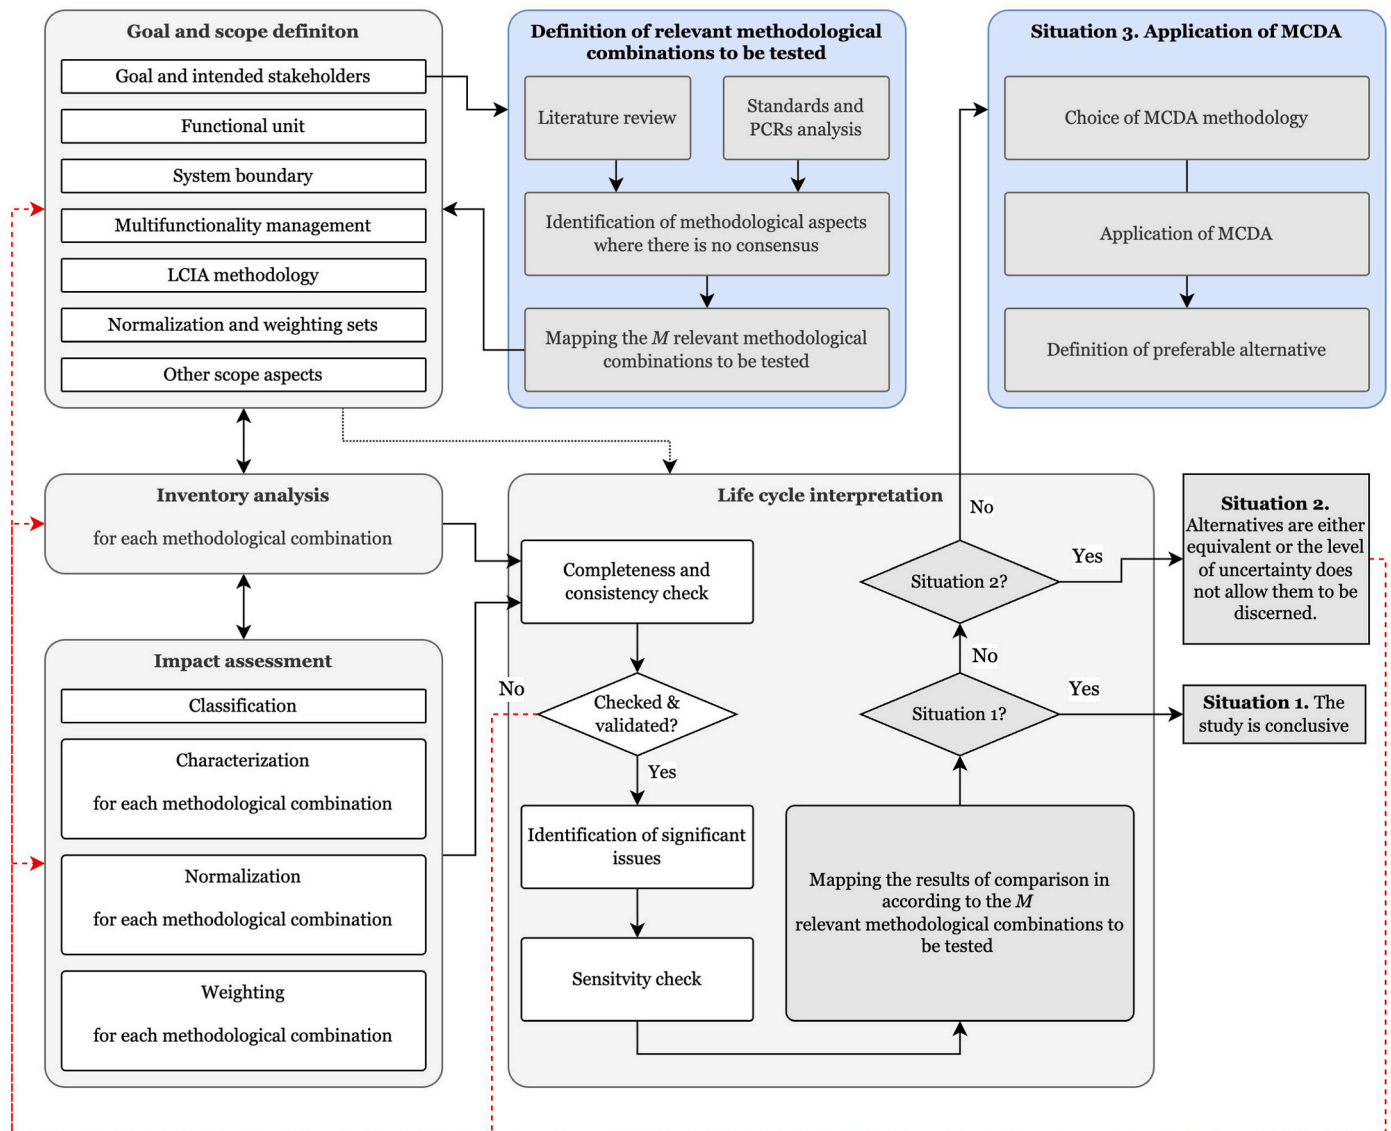 Goal and scope definiton
Goal and intended stakeholders
Functional unit
System boundary
Multifunctionality management
LCIA methodology
Normalization and weighting sets
Other scope aspects
Definition of relevant methodological
combinations to be tested
Literature review
Standards and
PCRs analysis
Identification of methodological aspects
where there is no consensus
Mapping the M relevant methodological
combinations to be tested
Situation 3. Application of MCDA
Choice of MCDA methodology
Application of MCDA
Definition of preferable alternative
Inventory analysis
for each methodological combination
Impact assessment
Classification
Characterization
for each methodological combination
Normalization
for each methodological combination
Weighting
for each methodological combination
Life cycle interpretation
Completeness and
consistency check
No
Checked &
validated?
Yes
Identification of significant
issues
Sensitvity check
Mapping the results of comparison in
according to the M
relevant methodological combinations to
be tested
Situation 1?
Yes
No
Situation 2?
Yes
No
Situation 2.
Alternatives are either
equivalent or the level
of uncertainty does
not allow them to be
discerned.
Situation 1. The
study is conclusive